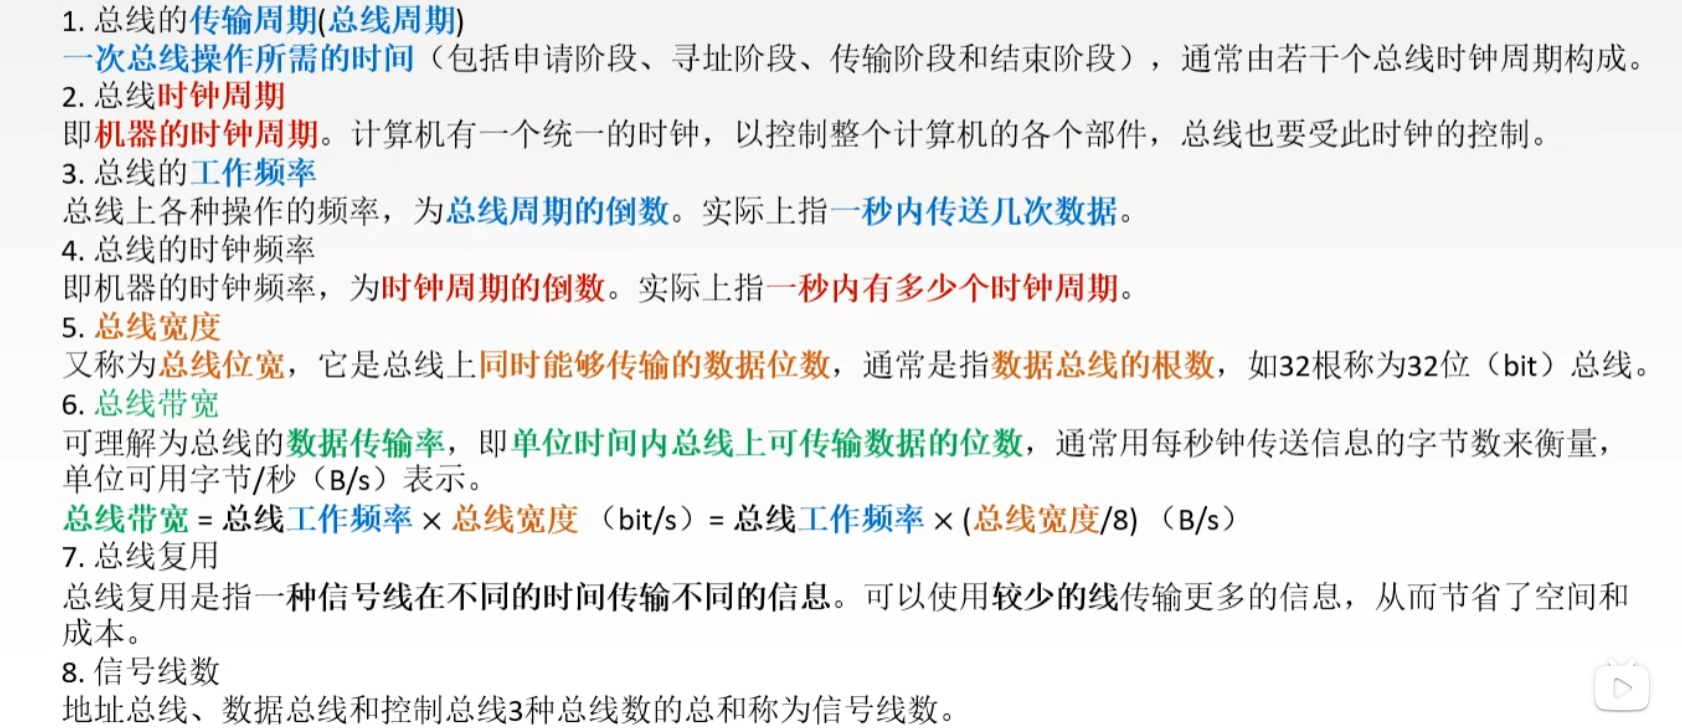 1. 总线的传输周期(总线周期)
一次总线操作所需的时间（包括申请阶段、寻址阶段、传输阶段和结束阶段），通常由若干个总线时钟周期构成。
2. 总线时钟周期
即机器的时钟周期。计算机有一个统一的时钟，以控制整个计算机的各个部件，总线也要受此时钟的控制。
3. 总线的工作频率
总线上各种操作的频率，为总线周期的倒数。实际上指一秒内传送几次数据。
4. 总线的时钟频率
即机器的时钟频率，为时钟周期的倒数。实际上指一秒内有多少个时钟周期。
5. 总线宽度
又称为总线位宽，它是总线上同时能够传输的数据位数，通常是指数据总线的根数，如32根称为32位（bit）总线。
6. 总线带宽
可理解为总线的数据传输率，即单位时间内总线上可传输数据的位数，通常用每秒钟传送信息的字节数来衡量，
单位可用字节/秒（B/s）表示。
总线带宽 = 总线工作频率 × 总线宽度 （bit/s）= 总线工作频率 × (总线宽度/8) （B/s）
7. 总线复用
总线复用是指一种信号线在不同的时间传输不同的信息。可以使用较少的线传输更多的信息，从而节省了空间和
成本。
8. 信号线数
地址总线、数据总线和控制总线3种总线数的总和称为信号线数。